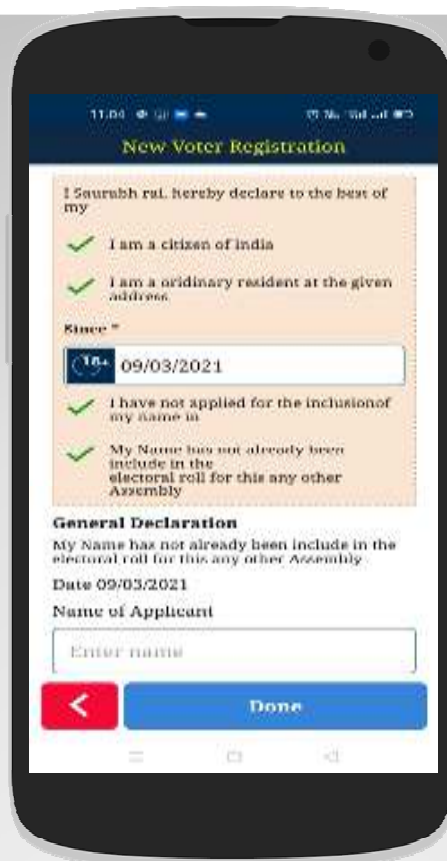 11:04
New Voter Registration
I Saurabh rai, hereby declare to the best of
my
I am a citizen of india
I am a oridinary resident at the given
address
Since *
18+ 09/03/2021
I have not applied for the inclusionof
my name in
My Name has not already been
include in the
electoral roll for this any other
Assembly
General Declaration
My Name has not already been include in the
electoral roll for this any other Assembly
Date 09/03/2021
Name of Applicant
Enter name
Done